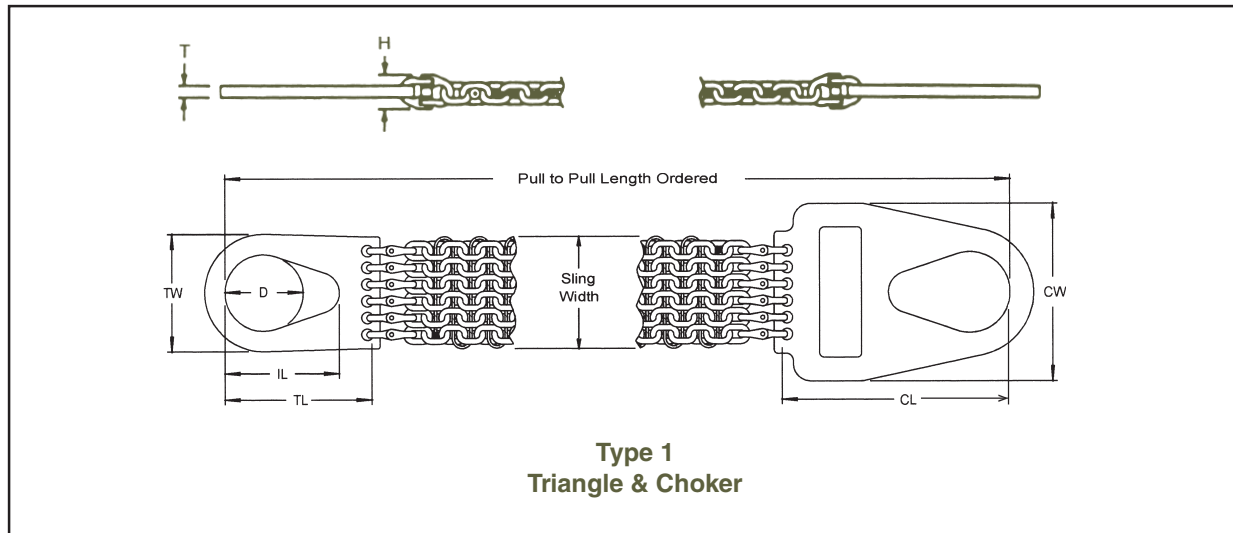 T
H
Pull to Pull Length Ordered
TW
D
Sling
Width
CW
IL
TL
CL
Type 1
Triangle & Choker